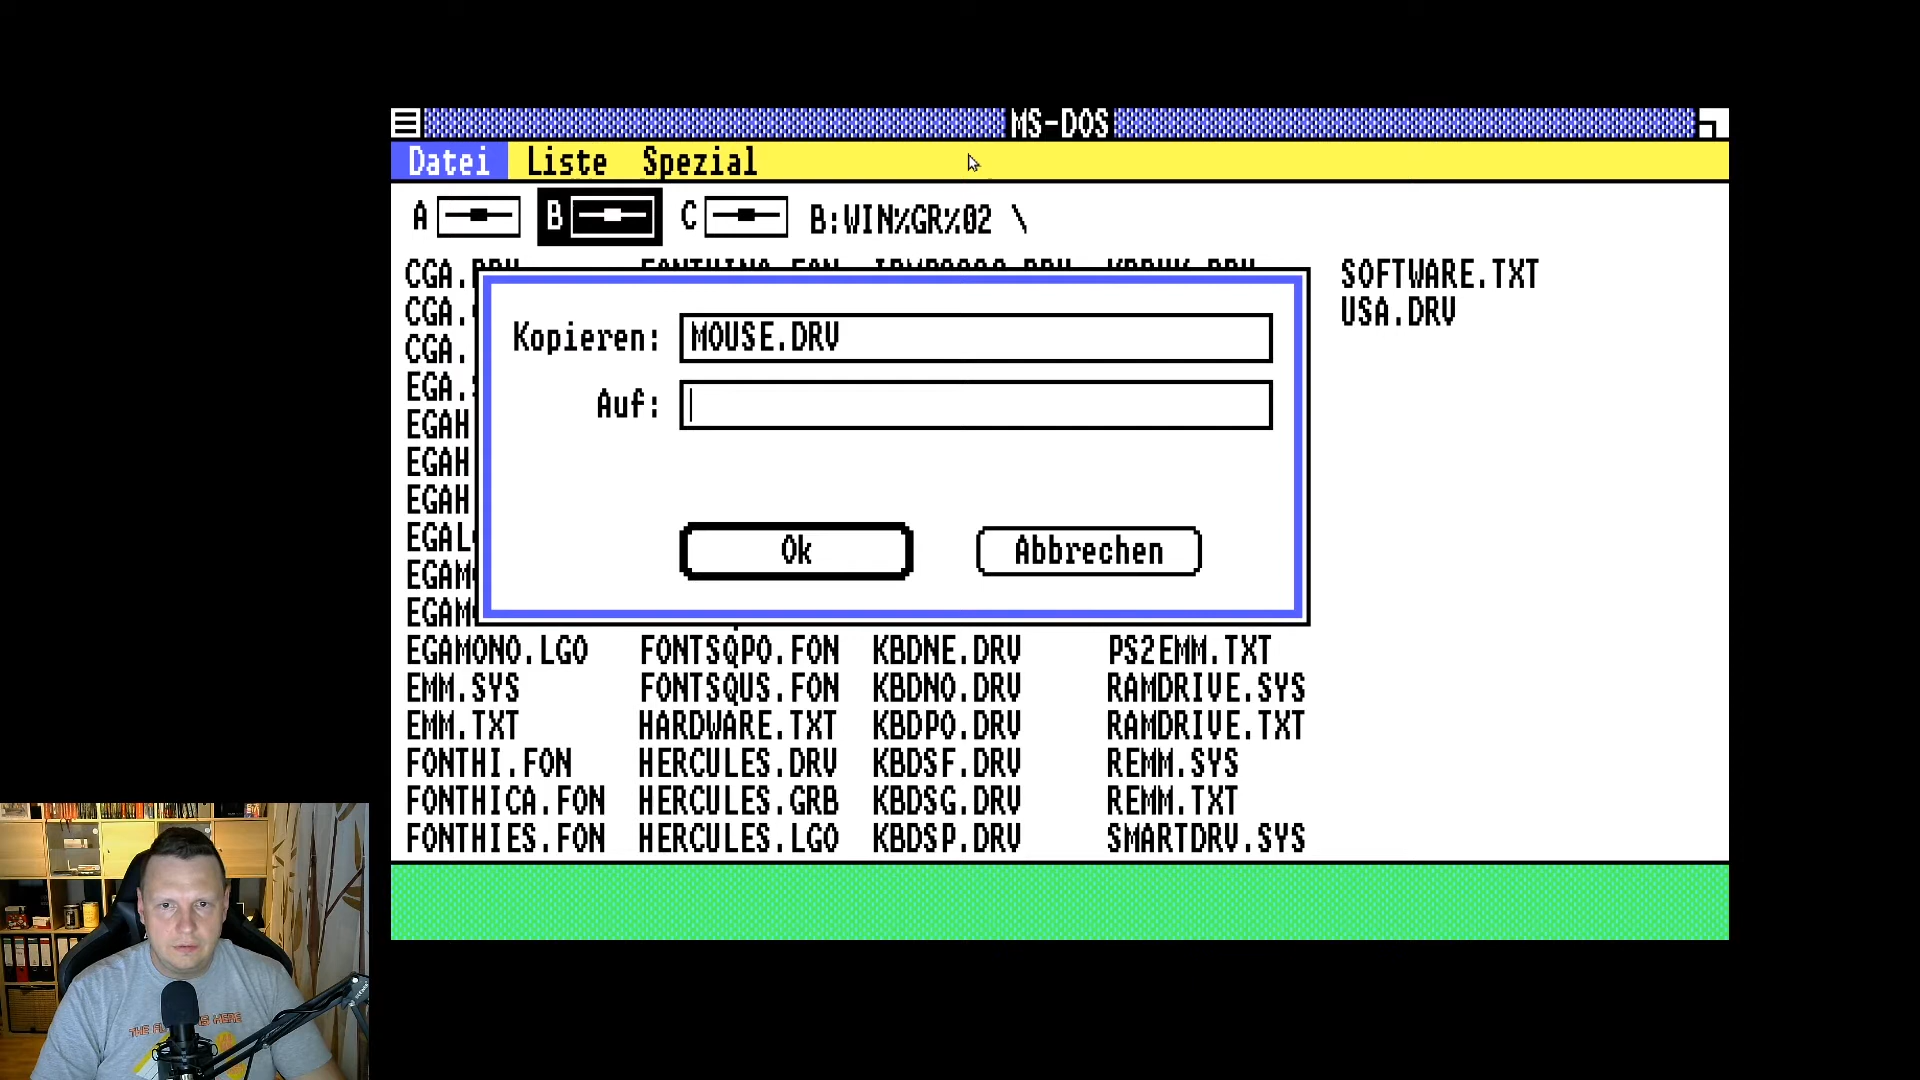 MS-DOS
Datei Liste Spezial
A B C B:WIN%GR%02 \
SOFTWARE.TXT
USA.DRV
Kopieren: MOUSE.DRV
Auf:
Ok Abbrechen
EGAMONO.LGO FONTSQPO.FON KBDNE.DRV PS2EMM.TXT
EMM.SYS FONTSQUS.FON KBDNO.DRV RAMDRIVE.SYS
EMM.TXT HARDWARE.TXT KBDPO.DRV RAMDRIVE.TXT
FONTHI.FON HERCULES.DRV KBDSF.DRV REMM.SYS
FONTHICA.FON HERCULES.GRB KBDSG.DRV REMM.TXT
FONTHIES.FON HERCULES.LGO KBDSP.DRV SMARTDRV.SYS